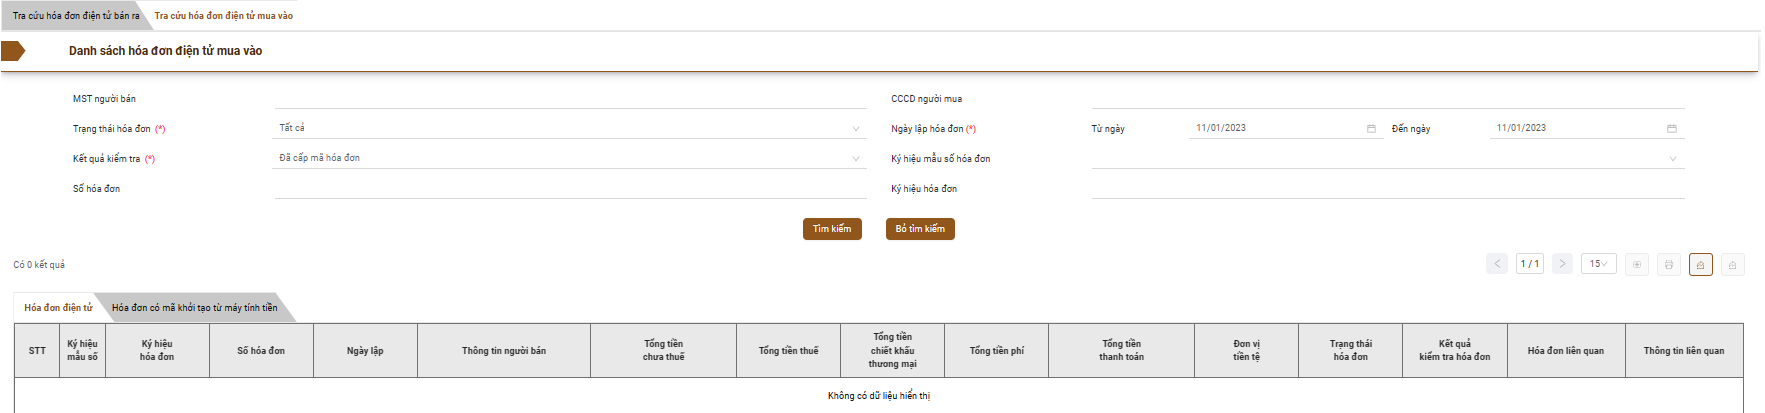 Tra cứu hóa đơn điện tử bán ra Tra cứu hóa đơn điện tử mua vào
Danh sách hóa đơn điện tử mua vào
MST người bán CCCD người mua
Trạng thái hóa đơn (*) Tất cả Ngày lập hóa đơn (*) Từ ngày 11/01/2023 Đến ngày 11/01/2023
Kết quả kiểm tra (*) Đã cấp mã hóa đơn Ký hiệu mẫu số hóa đơn
Số hóa đơn Ký hiệu hóa đơn
Tìm kiếm Bỏ tìm kiếm
Có 0 kết quả 1 / 1 15
Hóa đơn điện tử Hóa đơn có mã khởi tạo từ máy tính tiền
STT Ký hiệu mẫu số Ký hiệu hóa đơn Số hóa đơn Ngày lập Thông tin người bán Tổng tiền chưa thuế Tổng tiền thuế Tổng tiền chiết khấu thương mại Tổng tiền phí Tổng tiền thanh toán Đơn vị tiền tệ Trạng thái hóa đơn Kết quả kiểm tra hóa đơn Hóa đơn liên quan Thông tin liên quan
Không có dữ liệu hiển thị